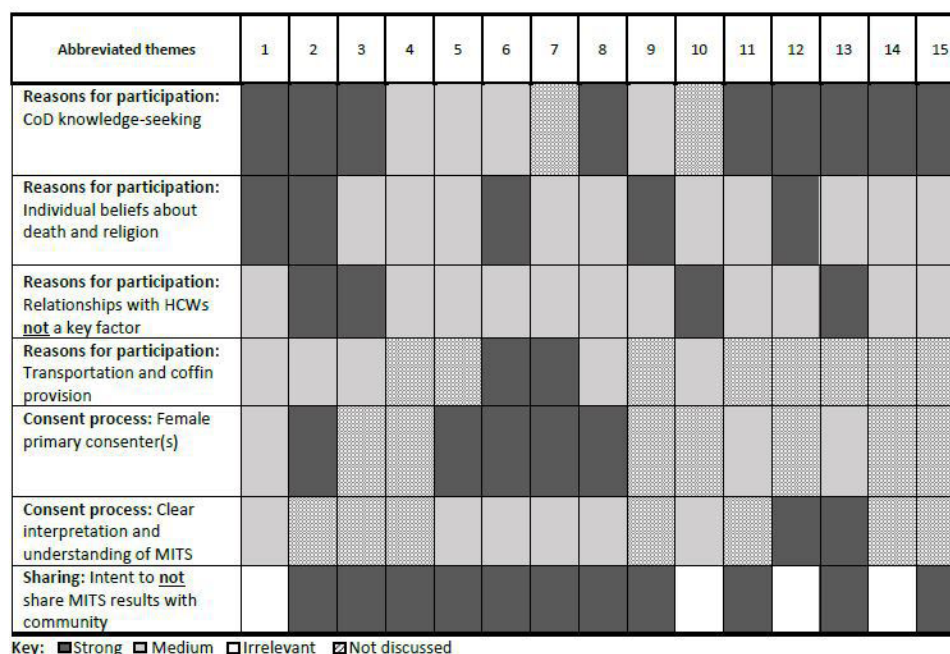 Abbreviated themes 1 2 3 4 5 6 7 8 9 10 11 12 13 14 15
Reasons for participation:
CoD knowledge-seeking
Reasons for participation:
Individual beliefs about
death and religion
Reasons for participation:
Relationships with HCWs
not a key factor
Reasons for participation:
Transportation and coffin
provision
Consent process: Female
primary consenter(s)
Consent process: Clear
interpretation and
understanding of MITS
Sharing: Intent to not
share MITS results with
community
Key: Strong Medium Irrelevant Not discussed